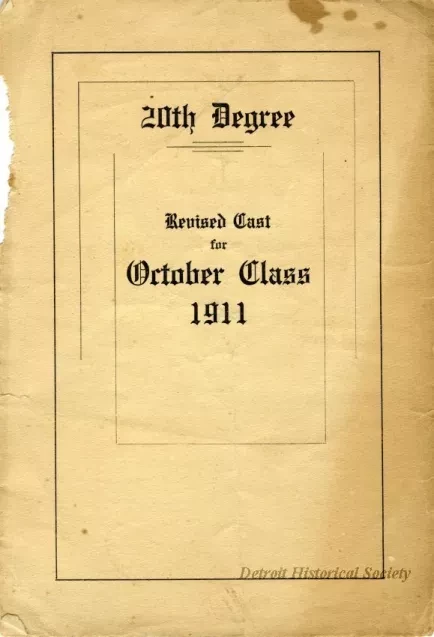 20th Degree
Revised Cast
for
October Class
1911
Detroit Historical Society